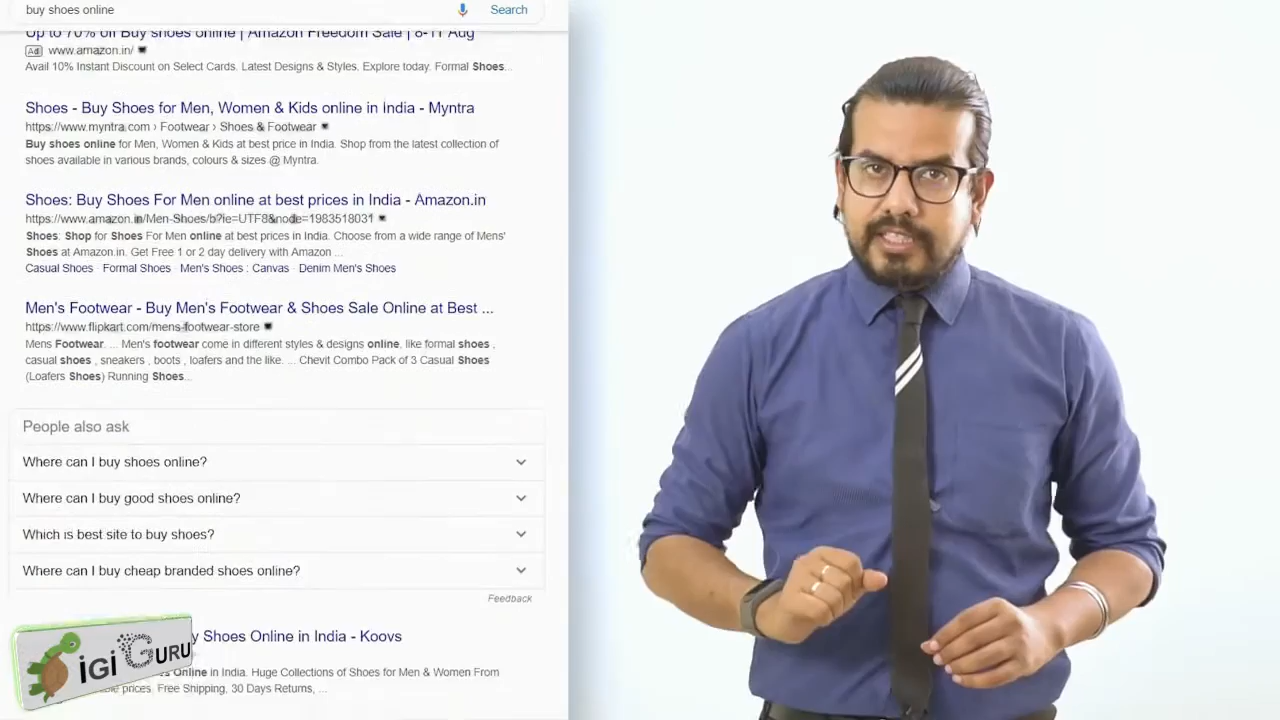 buy shoes online
Search
Up to 70% off Buy shoes online | Amazon Freedom Sale | 8-11 Aug
Ad www.amazon.in/
Avail 10% Instant Discount on Select Cards. Latest Designs & Styles. Explore today. Formal Shoes...
Shoes - Buy Shoes for Men, Women & Kids online in India - Myntra
https://www.myntra.com › Footwear › Shoes & Footwear
Buy shoes online for Men, Women & Kids at best price in India. Shop from the latest collection of
shoes available in various brands, colours & sizes @ Myntra.
Shoes: Buy Shoes For Men online at best prices in India - Amazon.in
https://www.amazon.in/Men-Shoes/b?ie=UTF8&node=1983518031
Shoes: Shop for Shoes For Men online at best prices in India. Choose from a wide range of Mens'
Shoes at Amazon.in. Get Free 1 or 2 day delivery with Amazon ...
Casual Shoes · Formal Shoes · Men's Shoes : Canvas · Denim Men's Shoes
Men's Footwear - Buy Men's Footwear & Shoes Sale Online at Best ...
https://www.flipkart.com/mens-footwear-store
Mens Footwear. ... Men's footwear come in different styles & designs online, like formal shoes ,
casual shoes , sneakers , boots , loafers and the like. ... Chevit Combo Pack of 3 Casual Shoes
(Loafers Shoes) Running Shoes...
People also ask
Where can I buy shoes online?
Where can I buy good shoes online?
Which is best site to buy shoes?
Where can I buy cheap branded shoes online?
Feedback
y Shoes Online in India - Koovs
iGi GURU
Online in India. Huge Collections of Shoes for Men & Women From
prices. Free Shipping, 30 Days Returns, ...